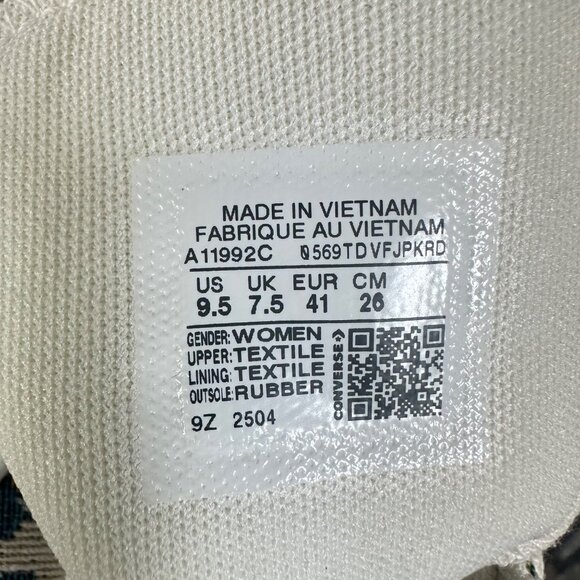 MADE IN VIETNAM
FABRIQUE AU VIETNAM
A11992C 0569TDVFJPKRD
US UK EUR CM
9.5 7.5 41 26
GENDER: WOMEN
UPPER: TEXTILE
LINING: TEXTILE
OUTSOLE: RUBBER
CONVERSE
9Z 2504